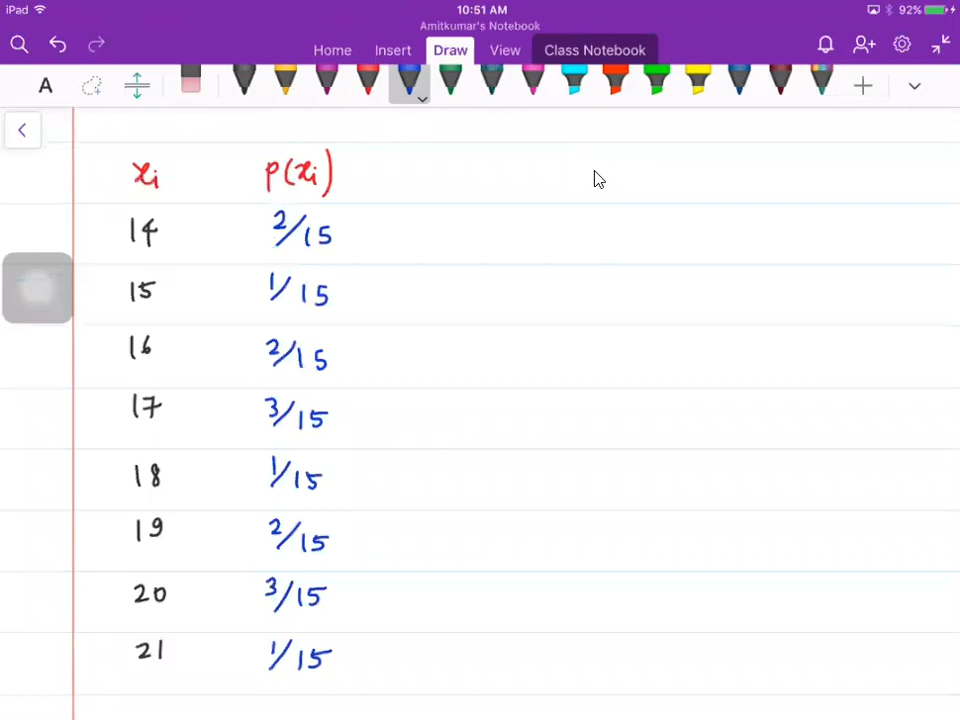 iPad 10:51 AM 92%
Amitkumar's Notebook
Home Insert Draw View Class Notebook
A
xi p(xi)
14 2/15
15 1/15
16 2/15
17 3/15
18 1/15
19 2/15
20 3/15
21 1/15